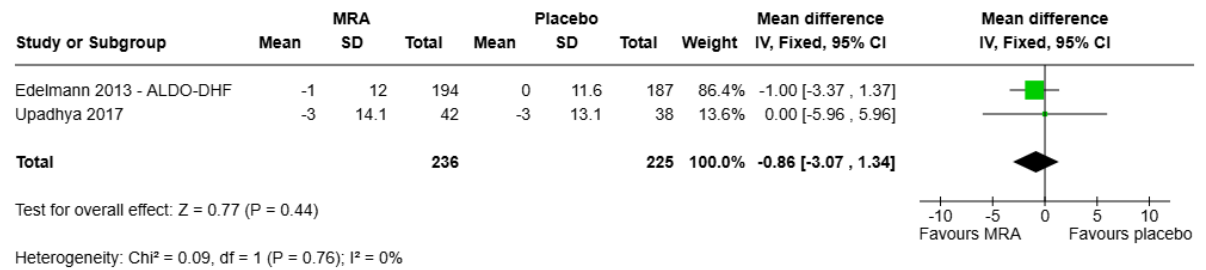 MRA Placebo Mean difference Mean difference
Study or Subgroup Mean SD Total Mean SD Total Weight IV, Fixed, 95% CI IV, Fixed, 95% CI
Edelmann 2013 - ALDO-DHF -1 12 194 0 11.6 187 86.4% -1.00 [-3.37 , 1.37]
Upadhya 2017 -3 14.1 42 -3 13.1 38 13.6% 0.00 [-5.96 , 5.96]
Total 236 225 100.0% -0.86 [-3.07 , 1.34]
Test for overall effect: Z = 0.77 (P = 0.44)
-10 -5 0 5 10
Favours MRA Favours placebo
Heterogeneity: Chi² = 0.09, df = 1 (P = 0.76); I² = 0%